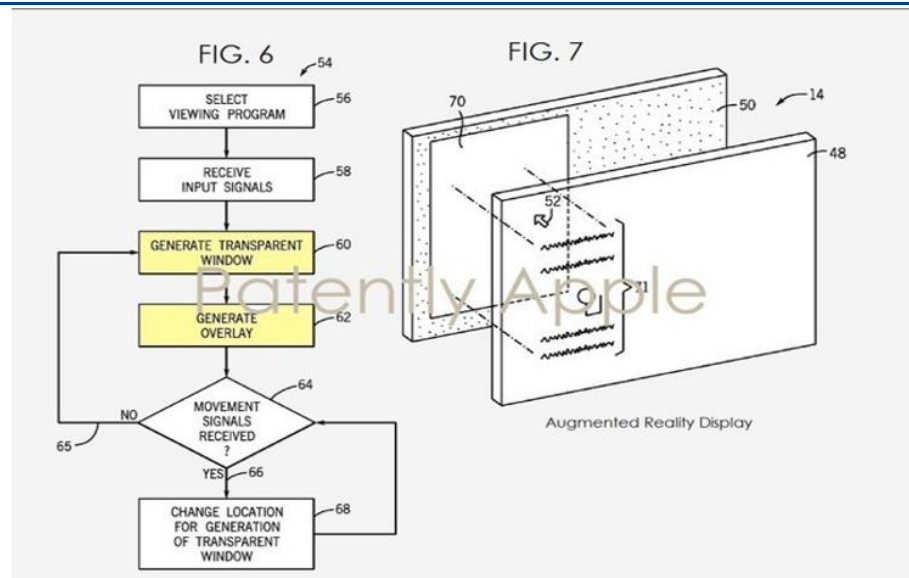 FIG. 6
54
SELECT
VIEWING PROGRAM
56
RECEIVE
INPUT SIGNALS
58
GENERATE TRANSPARENT
WINDOW
60
GENERATE
OVERLAY
62
MOVEMENT
SIGNALS
RECEIVED
?
64
NO
65
YES
66
CHANGE LOCATION
FOR GENERATION
OF TRANSPARENT
WINDOW
68
FIG. 7
70
50
14
48
52
71
Augmented Reality Display
Patently Apple